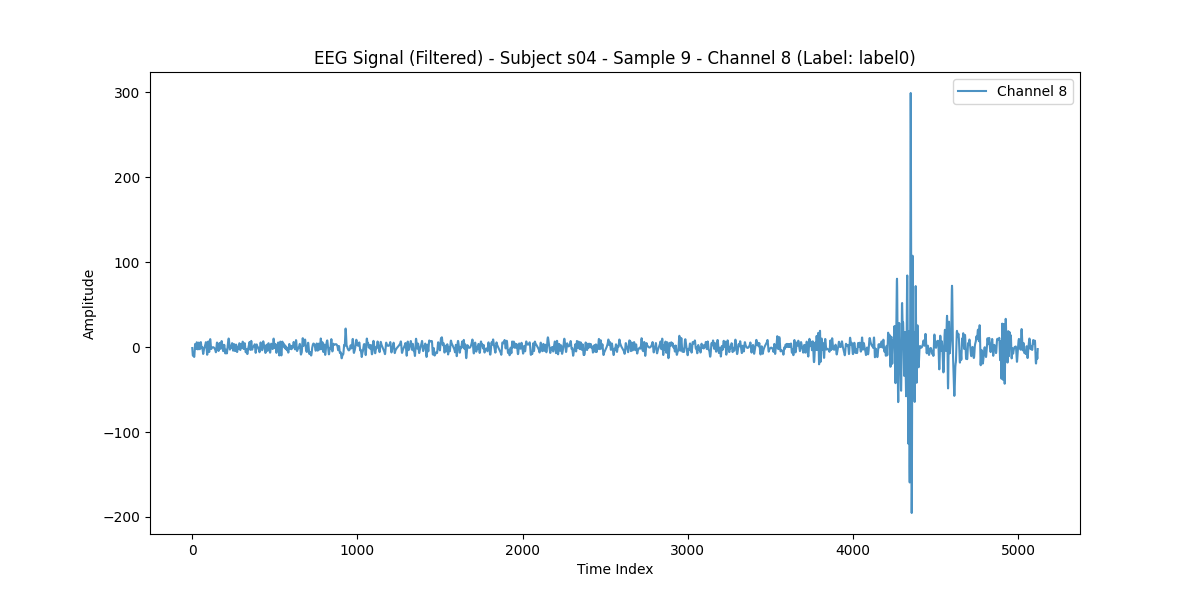 EEG Signal (Filtered) - Subject s04 - Sample 9 - Channel 8 (Label: label0)
Channel 8
300
200
100
0
−100
−200
Amplitude
0 1000 2000 3000 4000 5000
Time Index